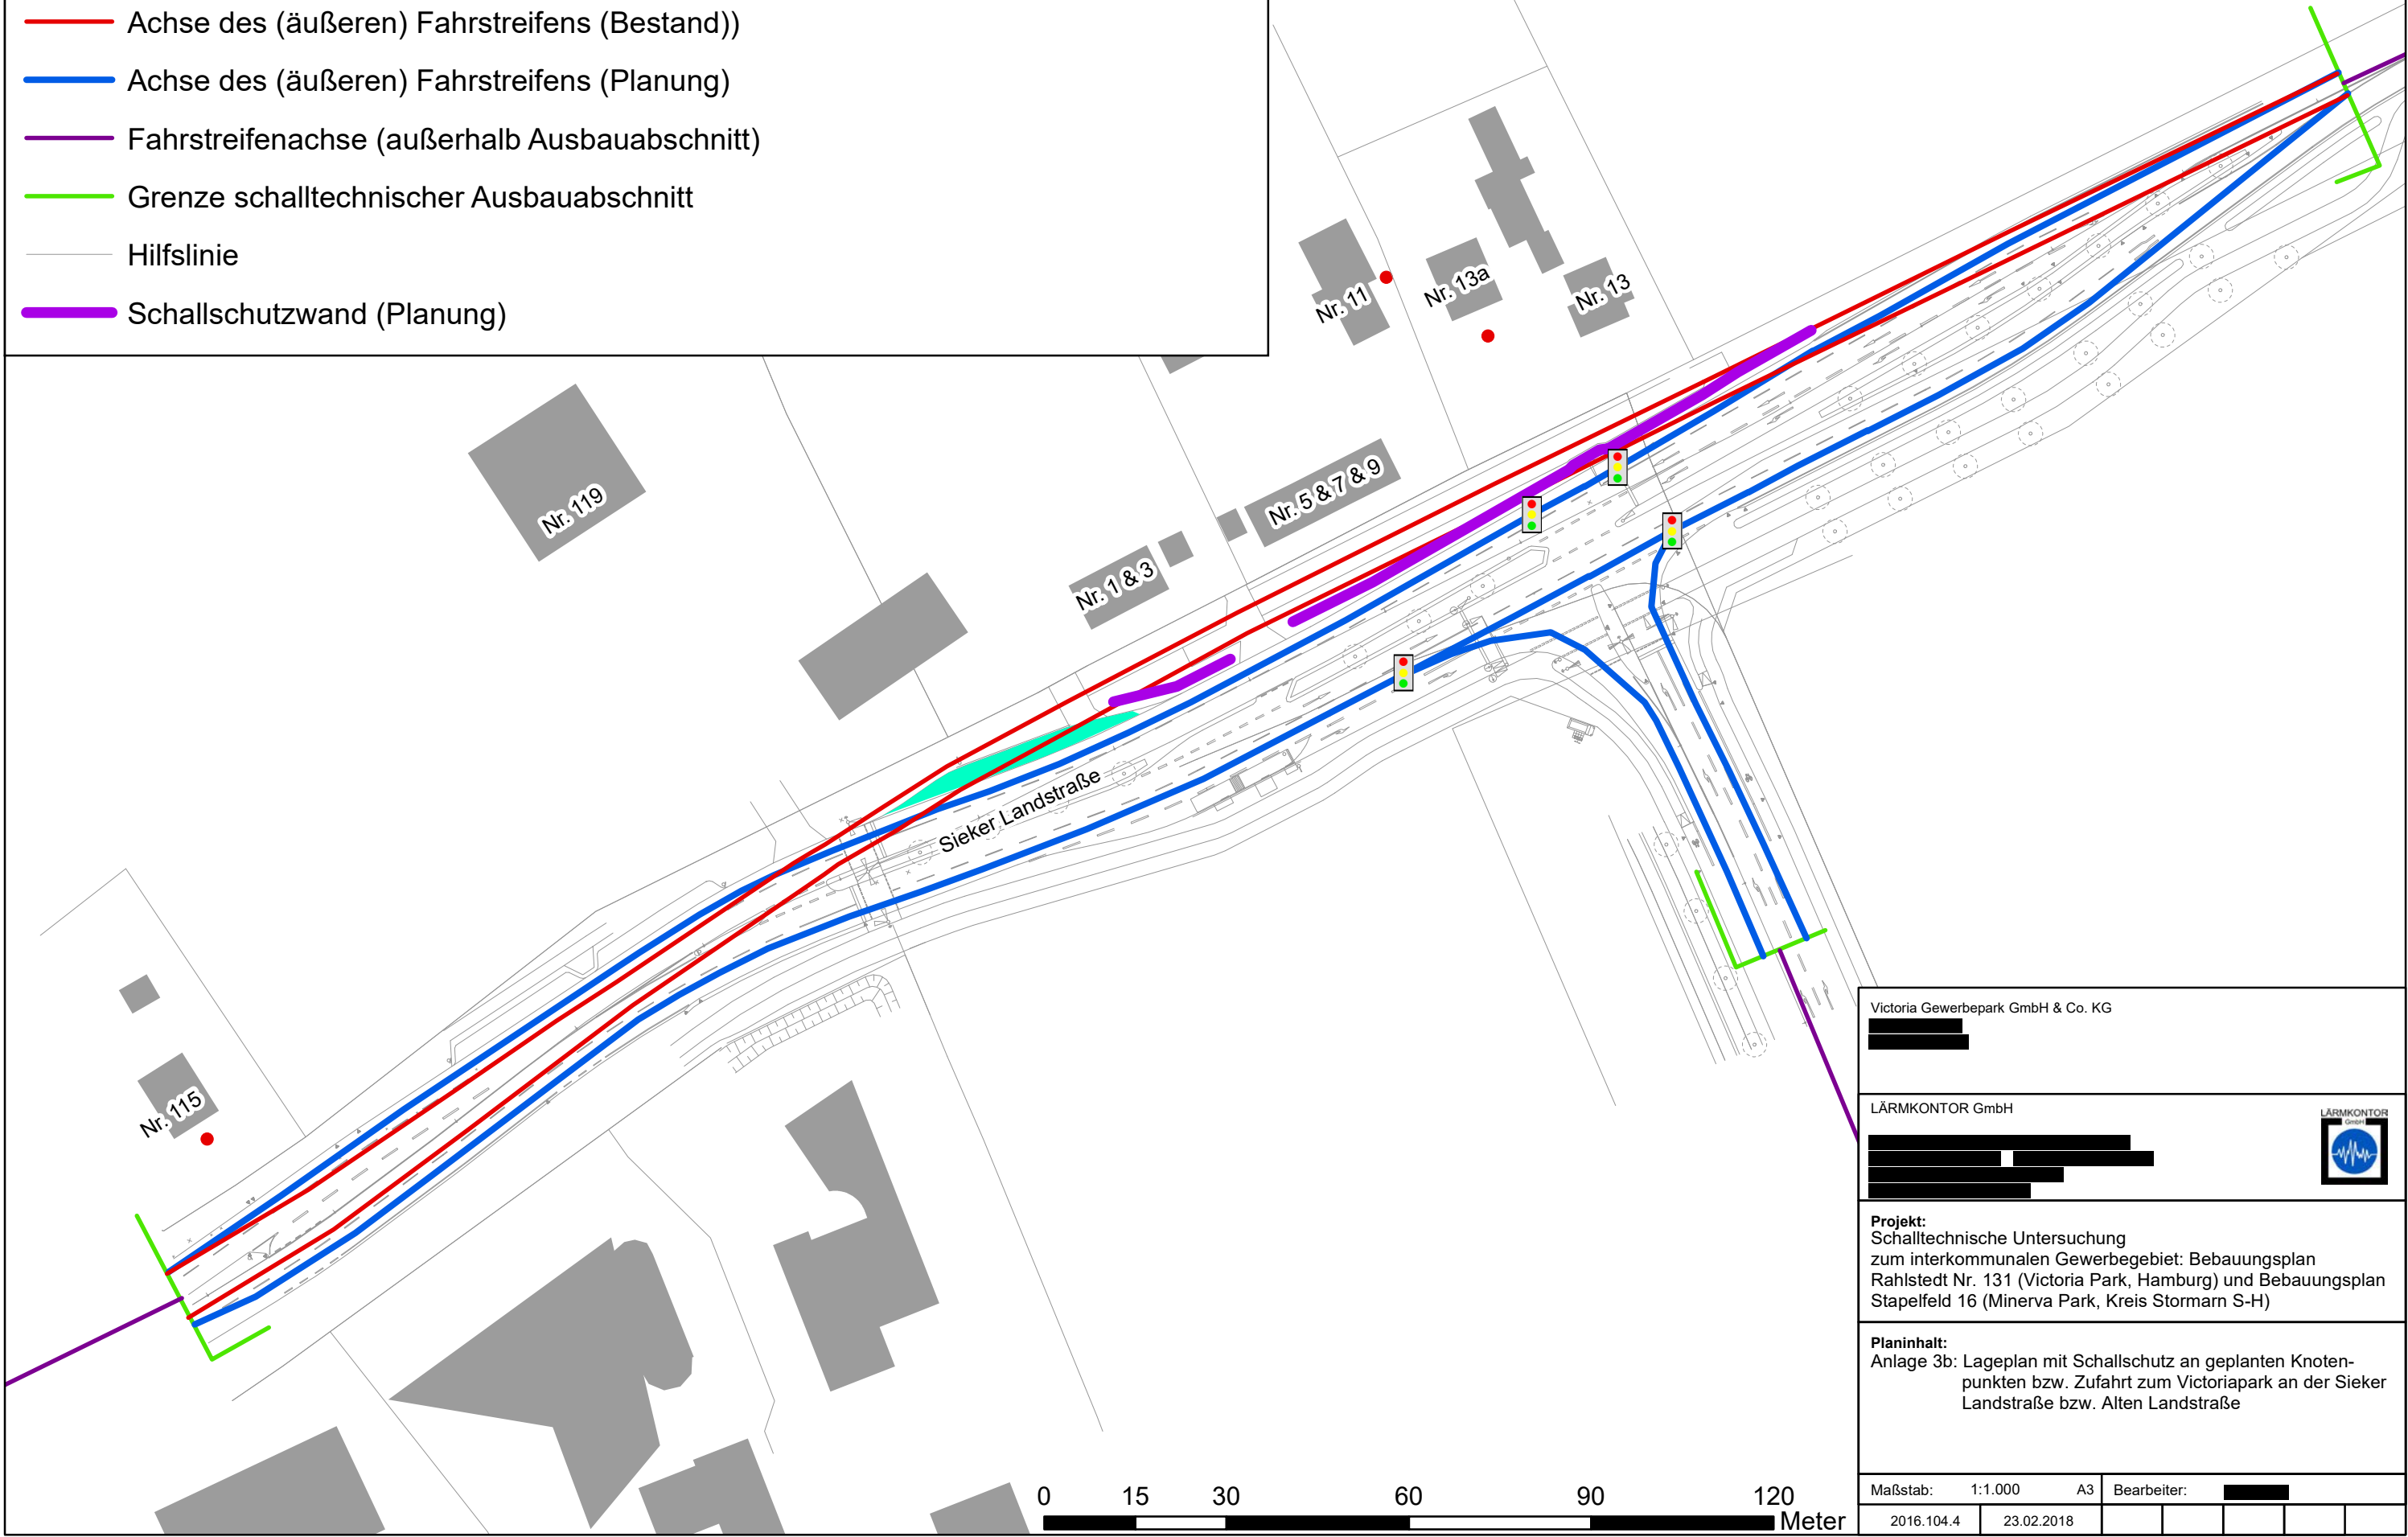 Achse des (äußeren) Fahrstreifens (Bestand))
Achse des (äußeren) Fahrstreifens (Planung)
Fahrstreifenachse (außerhalb Ausbauabschnitt)
Grenze schalltechnischer Ausbauabschnitt
Hilfslinie
Schallschutzwand (Planung)
Nr. 11
Nr. 13a
Nr. 13
Nr. 119
Nr. 5 & 7 & 9
Nr. 1 & 3
Sieker Landstraße
Nr. 115
0 15 30 60 90 120
Meter
Victoria Gewerbepark GmbH & Co. KG
LÄRMKONTOR GmbH
LÄRMKONTOR
GmbH
Projekt:
Schalltechnische Untersuchung
zum interkommunalen Gewerbegebiet: Bebauungsplan
Rahlstedt Nr. 131 (Victoria Park, Hamburg) und Bebauungsplan
Stapelfeld 16 (Minerva Park, Kreis Stormarn S-H)
Planinhalt:
Anlage 3b: Lageplan mit Schallschutz an geplanten Knoten-
punkten bzw. Zufahrt zum Victoriapark an der Sieker
Landstraße bzw. Alten Landstraße
Maßstab: 1:1.000 A3 Bearbeiter:
2016.104.4 23.02.2018